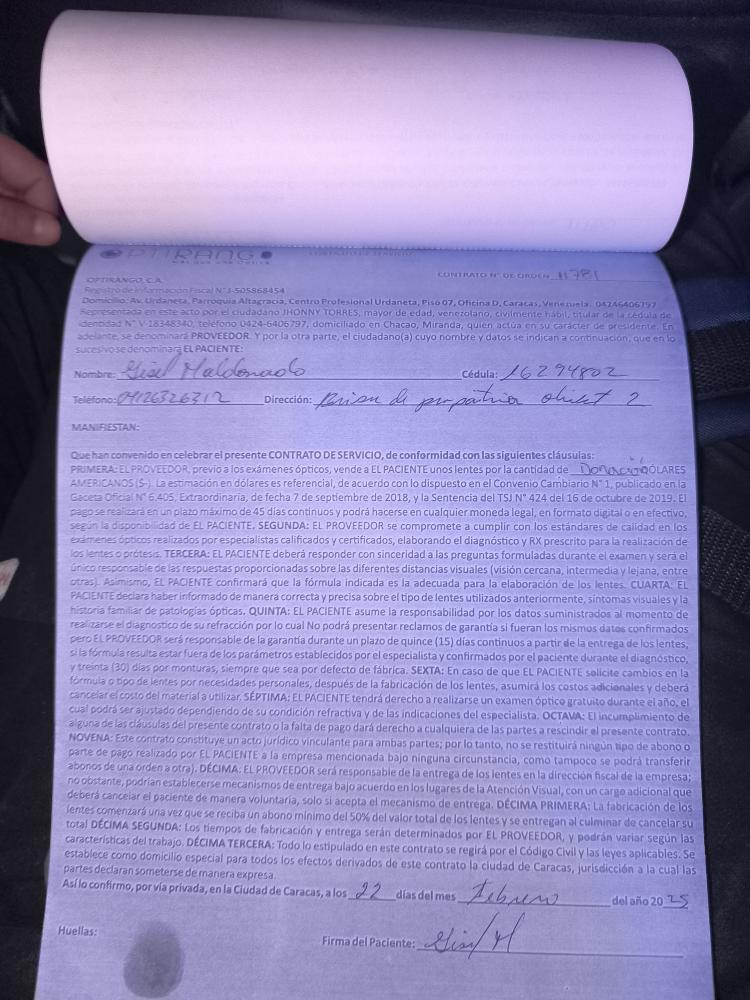 OPTIRANGO
CONTRATO N° DE ORDEN 11781
OPTIRANGO, C.A.
Registro de Información Fiscal N° J-505868454
Domicilio: Av. Urdaneta, Parroquia Altagracia, Centro Profesional Urdaneta, Piso 07, Oficina D, Caracas, Venezuela. 04246406797
Representada en este acto por el ciudadano JHONNY TORRES, mayor de edad, venezolano, civilmente hábil, titular de la cédula de
identidad N° V-18348340, teléfono 0424-6406797, domiciliado en Chacao, Miranda, quien actúa en su carácter de presidente. En
adelante, se denominará PROVEEDOR. Y por la otra parte, el ciudadano(a) cuyo nombre y datos se indican a continuación, que en lo
sucesivo se denominará EL PACIENTE:
Nombre: Gisel Maldonado Cédula: 16294802
Teléfono: 04126326312 Dirección: 2
MANIFIESTAN:
Que han convenido en celebrar el presente CONTRATO DE SERVICIO, de conformidad con las siguientes cláusulas:
PRIMERA: EL PROVEEDOR, previo a los exámenes ópticos, vende a EL PACIENTE unos lentes por la cantidad de Donación DÓLARES
AMERICANOS ($-). La estimación en dólares es referencial, de acuerdo con lo dispuesto en el Convenio Cambiario N° 1, publicado en la
Gaceta Oficial N° 6.405, Extraordinaria, de fecha 7 de septiembre de 2018, y la Sentencia del TSJ N° 424 del 16 de octubre de 2019. El
pago se realizará en un plazo máximo de 45 días continuos y podrá hacerse en cualquier moneda legal, en formato digital o en efectivo,
según la disponibilidad de EL PACIENTE. SEGUNDA: EL PROVEEDOR se compromete a cumplir con los estándares de calidad en los
exámenes ópticos realizados por especialistas calificados y certificados, elaborando el diagnóstico y RX prescrito para la realización de
los lentes o prótesis. TERCERA: EL PACIENTE deberá responder con sinceridad a las preguntas formuladas durante el examen y será el
único responsable de las respuestas proporcionadas sobre las diferentes distancias visuales (visión cercana, intermedia y lejana, entre
otras). Asimismo, EL PACIENTE confirmará que la fórmula indicada es la adecuada para la elaboración de los lentes. CUARTA: EL
PACIENTE declara haber informado de manera correcta y precisa sobre el tipo de lentes utilizados anteriormente, síntomas visuales y la
historia familiar de patologías ópticas. QUINTA: EL PACIENTE asume la responsabilidad por los datos suministrados al momento de
realizarse el diagnostico de su refracción por lo cual No podrá presentar reclamos de garantía si fueran los mismos datos confirmados
pero EL PROVEEDOR será responsable de la garantía durante un plazo de quince (15) días continuos a partir de la entrega de los lentes,
si la fórmula resulta estar fuera de los parámetros establecidos por el especialista y confirmados por el paciente durante el diagnóstico,
y treinta (30) días por monturas, siempre que sea por defecto de fábrica. SEXTA: En caso de que EL PACIENTE solicite cambios en la
fórmula o tipo de lentes por necesidades personales, después de la fabricación de los lentes, asumirá los costos adicionales y deberá
cancelar el costo del material a utilizar. SÉPTIMA: EL PACIENTE tendrá derecho a realizarse un examen óptico gratuito durante el año, el
cual podrá ser ajustado dependiendo de su condición refractiva y de las indicaciones del especialista. OCTAVA: El incumplimiento de
alguna de las cláusulas del presente contrato o la falta de pago dará derecho a cualquiera de las partes a rescindir el presente contrato.
NOVENA: Este contrato constituye un acto jurídico vinculante para ambas partes; por lo tanto, no se restituirá ningún tipo de abono o
parte de pago realizado por EL PACIENTE a la empresa mencionada bajo ninguna circunstancia, como tampoco se podrá transferir
abonos de una orden a otra). DÉCIMA: EL PROVEEDOR será responsable de la entrega de los lentes en la dirección fiscal de la empresa;
no obstante, podrían establecerse mecanismos de entrega bajo acuerdo en los lugares de la Atención Visual, con un cargo adicional que
deberá cancelar el paciente de manera voluntaria, solo si acepta el mecanismo de entrega. DÉCIMA PRIMERA: La fabricación de los
lentes comenzará una vez que se reciba un abono mínimo del 50% del valor total de los lentes y se entregan al culminar de cancelar su
total DÉCIMA SEGUNDA: Los tiempos de fabricación y entrega serán determinados por EL PROVEEDOR, y podrán variar según las
características del trabajo. DÉCIMA TERCERA: Todo lo estipulado en este contrato se regirá por el Código Civil y las leyes aplicables. Se
establece como domicilio especial para todos los efectos derivados de este contrato la ciudad de Caracas, jurisdicción a la cual las
partes declaran someterse de manera expresa.
Así lo confirmo, por vía privada, en la Ciudad de Caracas, a los 22 días del mes Febrero del año 2025
Huellas:
Firma del Paciente: Gisel M